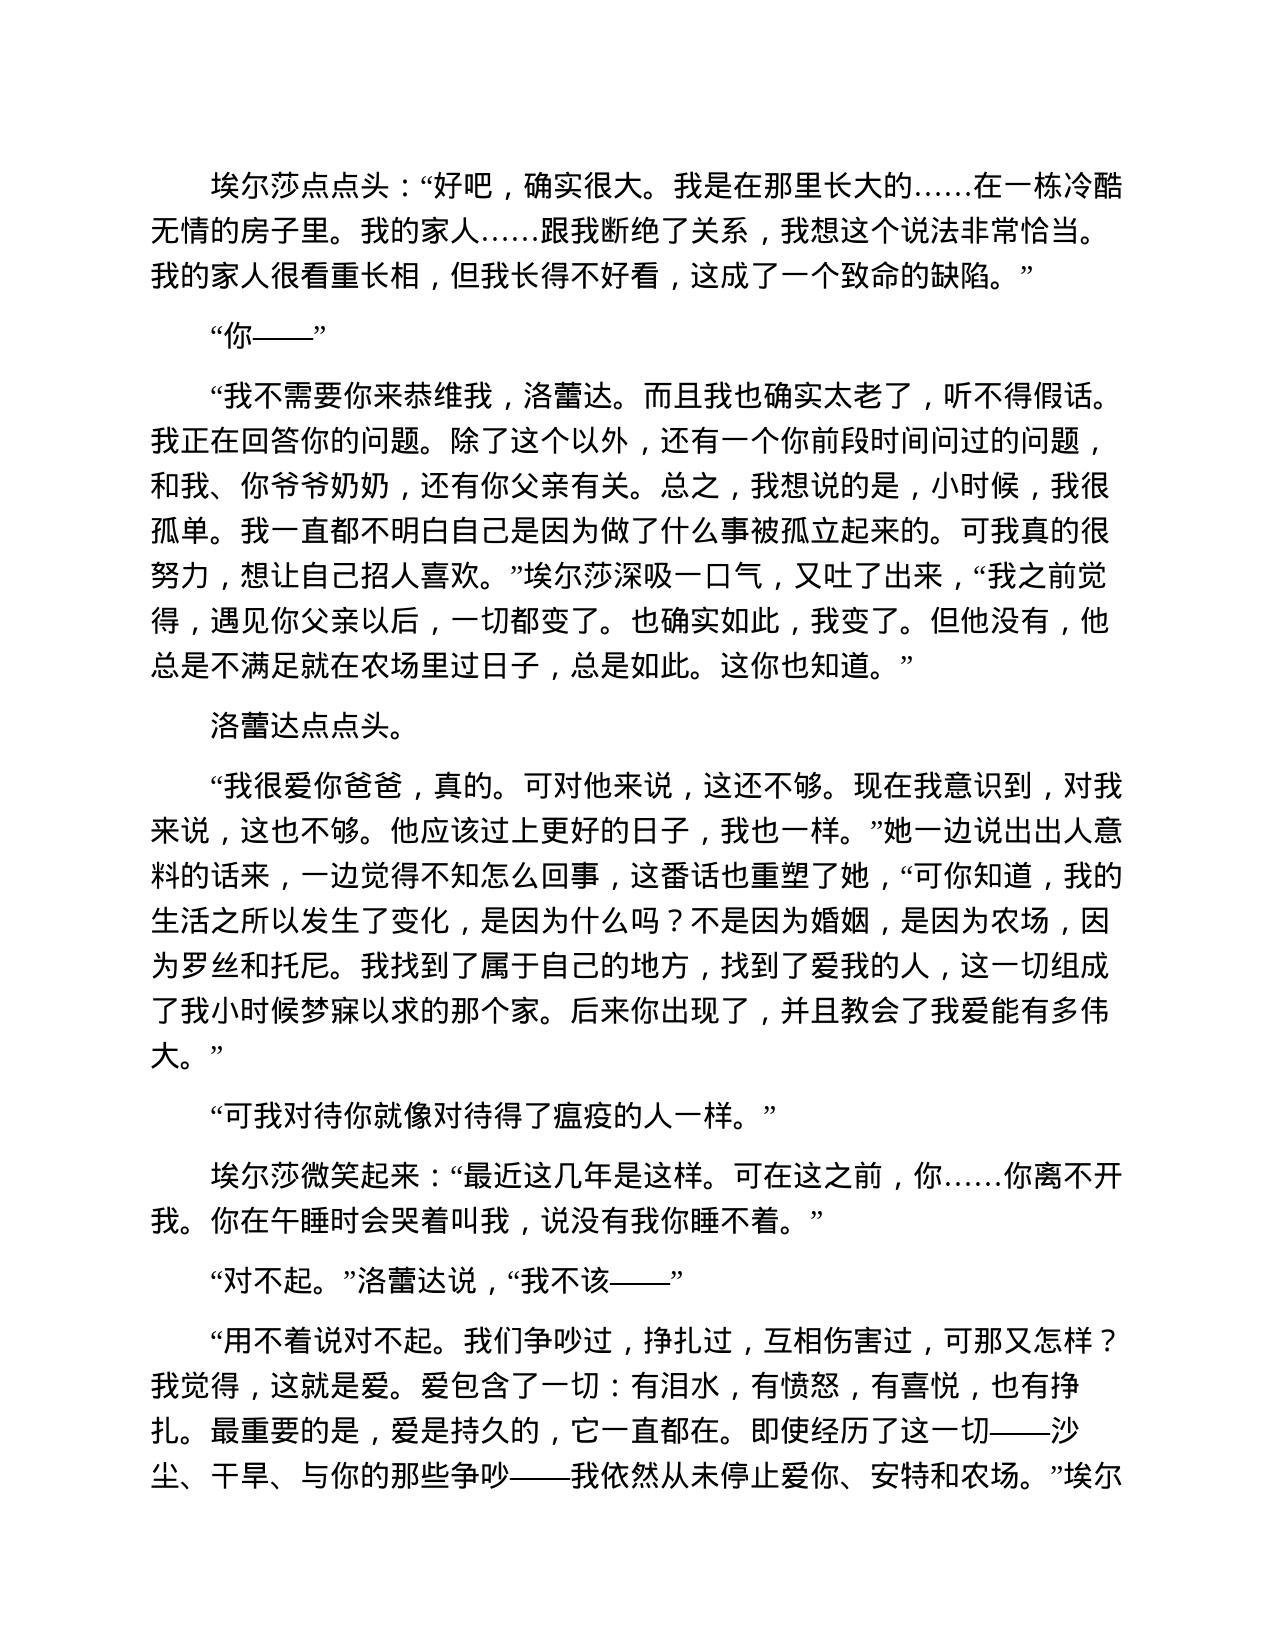 埃尔莎点点头：“好吧，确实很大。我是在那里长大的……在一栋冷酷
无情的房子里。我的家人……跟我断绝了关系，我想这个说法非常恰当。
我的家人很看重长相，但我长得不好看，这成了一个致命的缺陷。”
“你——”
“我不需要你来恭维我，洛蕾达。而且我也确实太老了，听不得假话。
我正在回答你的问题。除了这个以外，还有一个你前段时间问过的问题，
和我、你爷爷奶奶，还有你父亲有关。总之，我想说的是，小时候，我很
孤单。我一直都不明白自己是因为做了什么事被孤立起来的。可我真的很
努力，想让自己招人喜欢。”埃尔莎深吸一口气，又吐了出来，“我之前觉
得，遇见你父亲以后，一切都变了。也确实如此，我变了。但他没有，他
总是不满足就在农场里过日子，总是如此。这你也知道。”
洛蕾达点点头。
“我很爱你爸爸，真的。可对他来说，这还不够。现在我意识到，对我
来说，这也不够。他应该过上更好的日子，我也一样。”她一边说出出人意
料的话来，一边觉得不知怎么回事，这番话也重塑了她，“可你知道，我的
生活之所以发生了变化，是因为什么吗？不是因为婚姻，是因为农场，因
为罗丝和托尼。我找到了属于自己的地方，找到了爱我的人，这一切组成
了我小时候梦寐以求的那个家。后来你出现了，并且教会了我爱能有多伟
大。”
“可我对待你就像对待得了瘟疫的人一样。”
埃尔莎微笑起来：“最近这几年是这样。可在这之前，你……你离不开
我。你在午睡时会哭着叫我，说没有我你睡不着。”
“对不起。”洛蕾达说，“我不该——”
“用不着说对不起。我们争吵过，挣扎过，互相伤害过，可那又怎样？
我觉得，这就是爱。爱包含了一切：有泪水，有愤怒，有喜悦，也有挣
扎。最重要的是，爱是持久的，它一直都在。即使经历了这一切——沙
尘、干旱、与你的那些争吵——我依然从未停止爱你、安特和农场。”埃尔